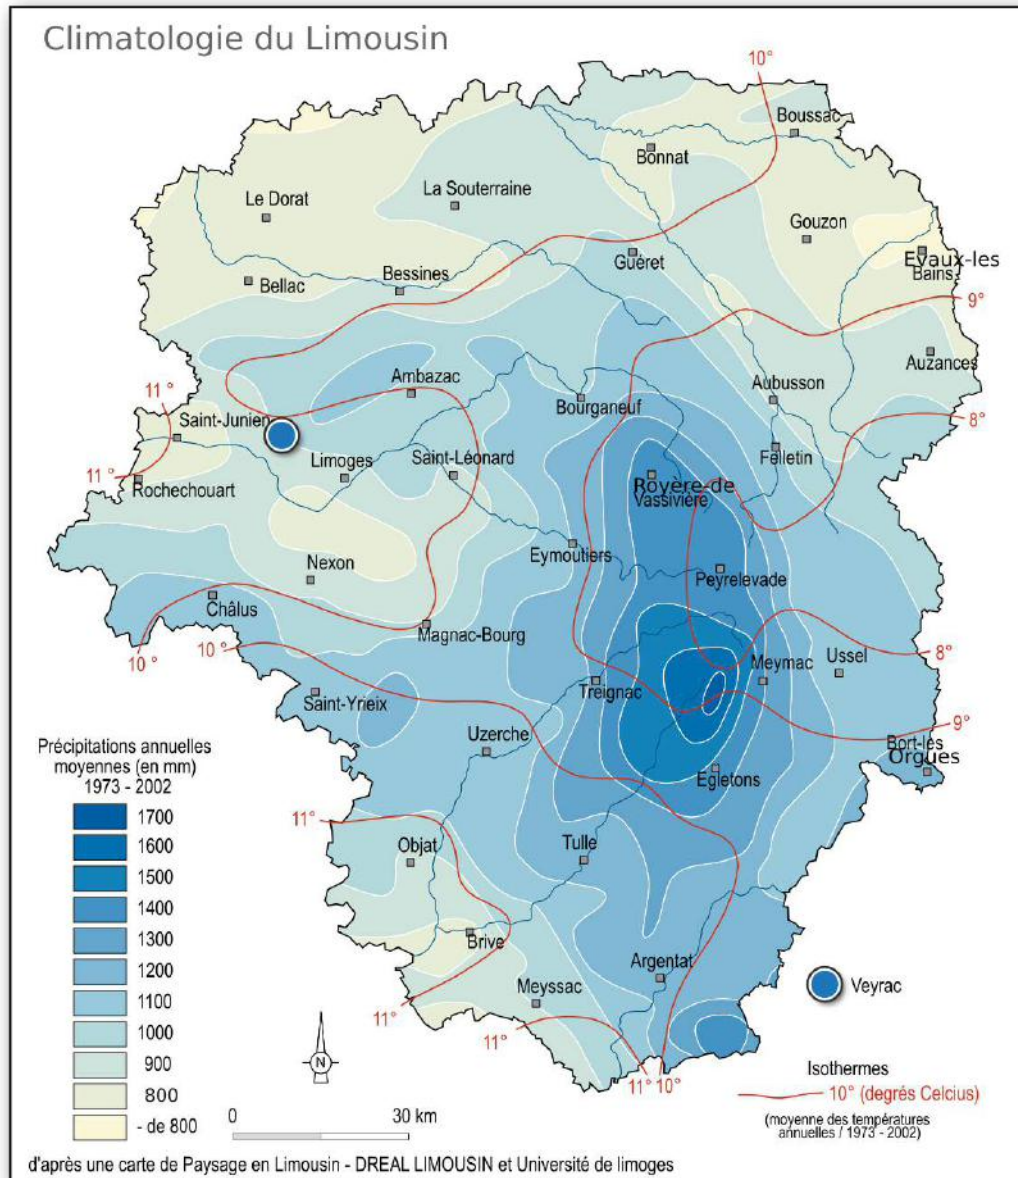 Climatologie du Limousin
10°
Boussac
Bonnat
La Souterraine
Le Dorat
Gouzon
Guéret
Evaux-les
Bains
Bessines
Bellac
9°
Auzances
Ambazac
Aubusson
11°
Bourganeuf
8°
Saint-Junien
Limoges
Saint-Léonard
Felletin
11°
Rochechouart
Royère-de
Vassivière
Eymoutiers
Nexon
Peyrelevade
Châlus
Magnac-Bourg
10°
10°
Meymac
Ussel
8°
Treignac
Saint-Yrieix
9°
Uzerche
Bort-les
Orgues
Egletons
Précipitations annuelles
moyennes (en mm)
1973 - 2002
1700
1600
1500
1400
1300
1200
1100
1000
900
800
- de 800
11°
Objat
Tulle
Brive
Argentat
Meyssac
11°
11°
11°
10°
Veyrac
N
0
30 km
Isothermes
10° (degrés Celcius)
(moyenne des températures
annuelles / 1973 - 2002)
d'après une carte de Paysage en Limousin - DREAL LIMOUSIN et Université de limoges